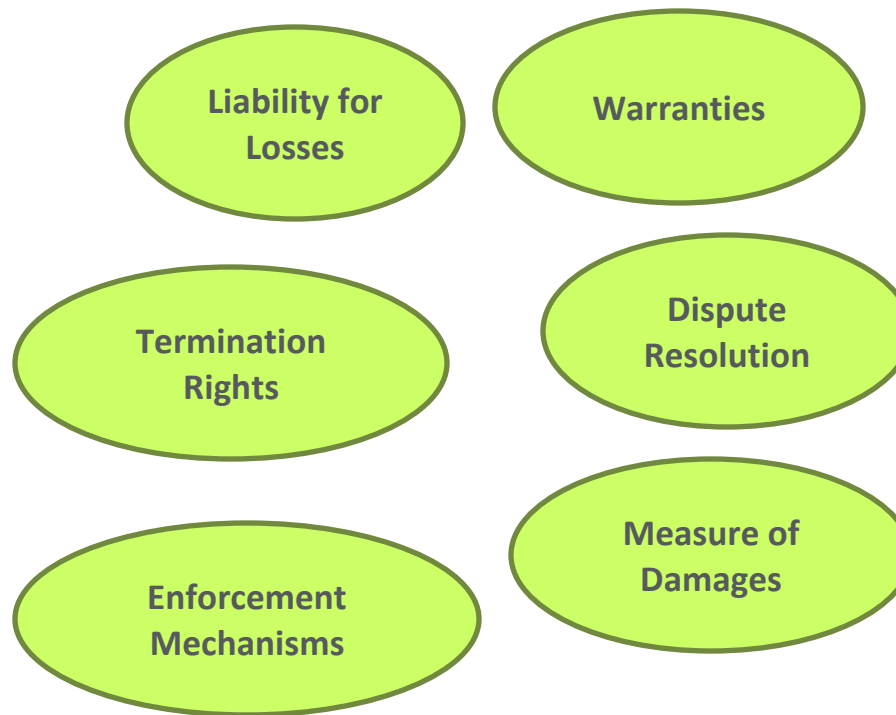 Liability for
Losses
Warranties
Termination
Rights
Dispute
Resolution
Enforcement
Mechanisms
Measure of
Damages